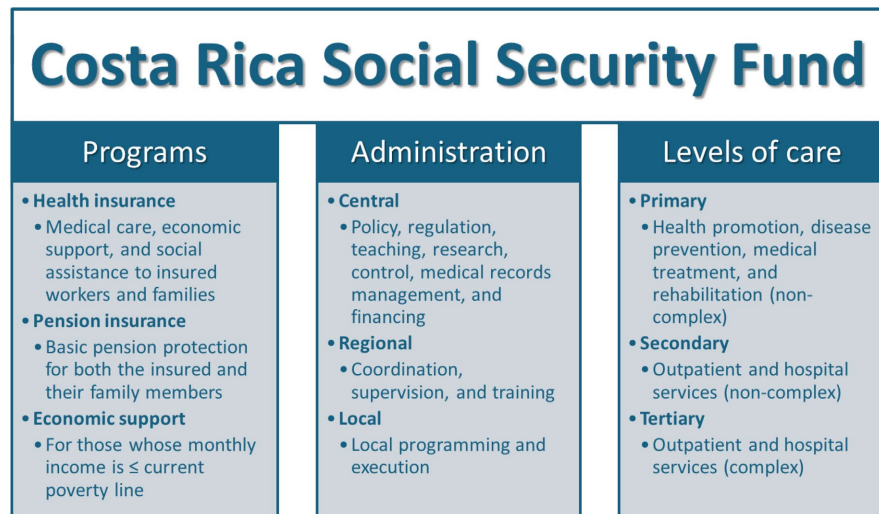 Costa Rica Social Security Fund
Programs
• Health insurance
• Medical care, economic
support, and social
assistance to insured
workers and families
• Pension insurance
• Basic pension protection
for both the insured and
their family members
• Economic support
• For those whose monthly
income is ≤ current
poverty line
Administration
• Central
• Policy, regulation,
teaching, research,
control, medical records
management, and
financing
• Regional
• Coordination,
supervision, and training
• Local
• Local programming and
execution
Levels of care
• Primary
• Health promotion, disease
prevention, medical
treatment, and
rehabilitation (non-
complex)
• Secondary
• Outpatient and hospital
services (non-complex)
• Tertiary
• Outpatient and hospital
services (complex)